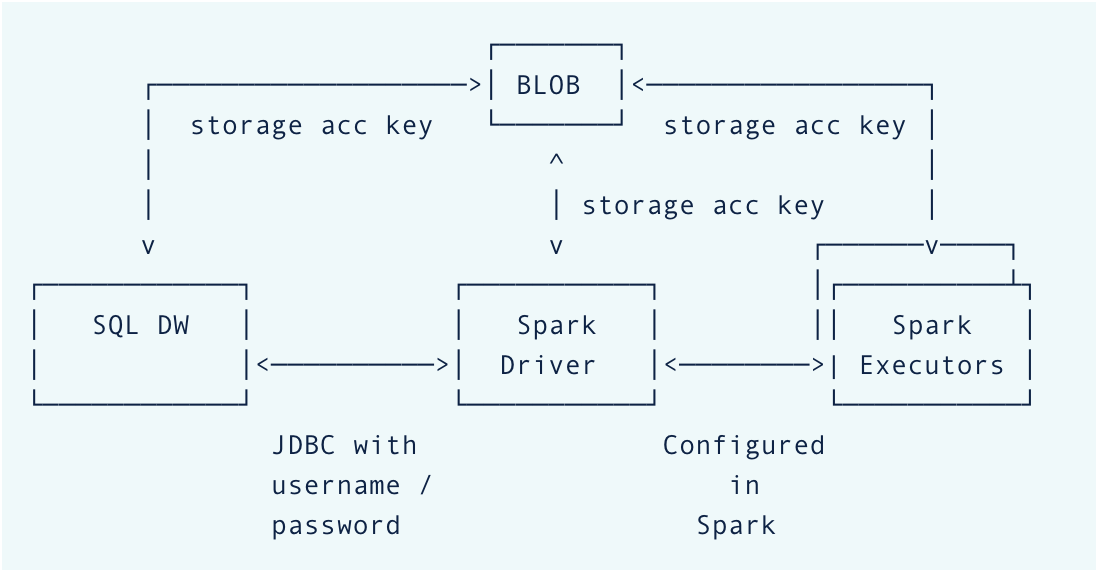 BLOB
storage acc key
storage acc key
storage acc key
SQL DW
Spark
Driver
Spark
Executors
JDBC with
username /
password
Configured
in
Spark